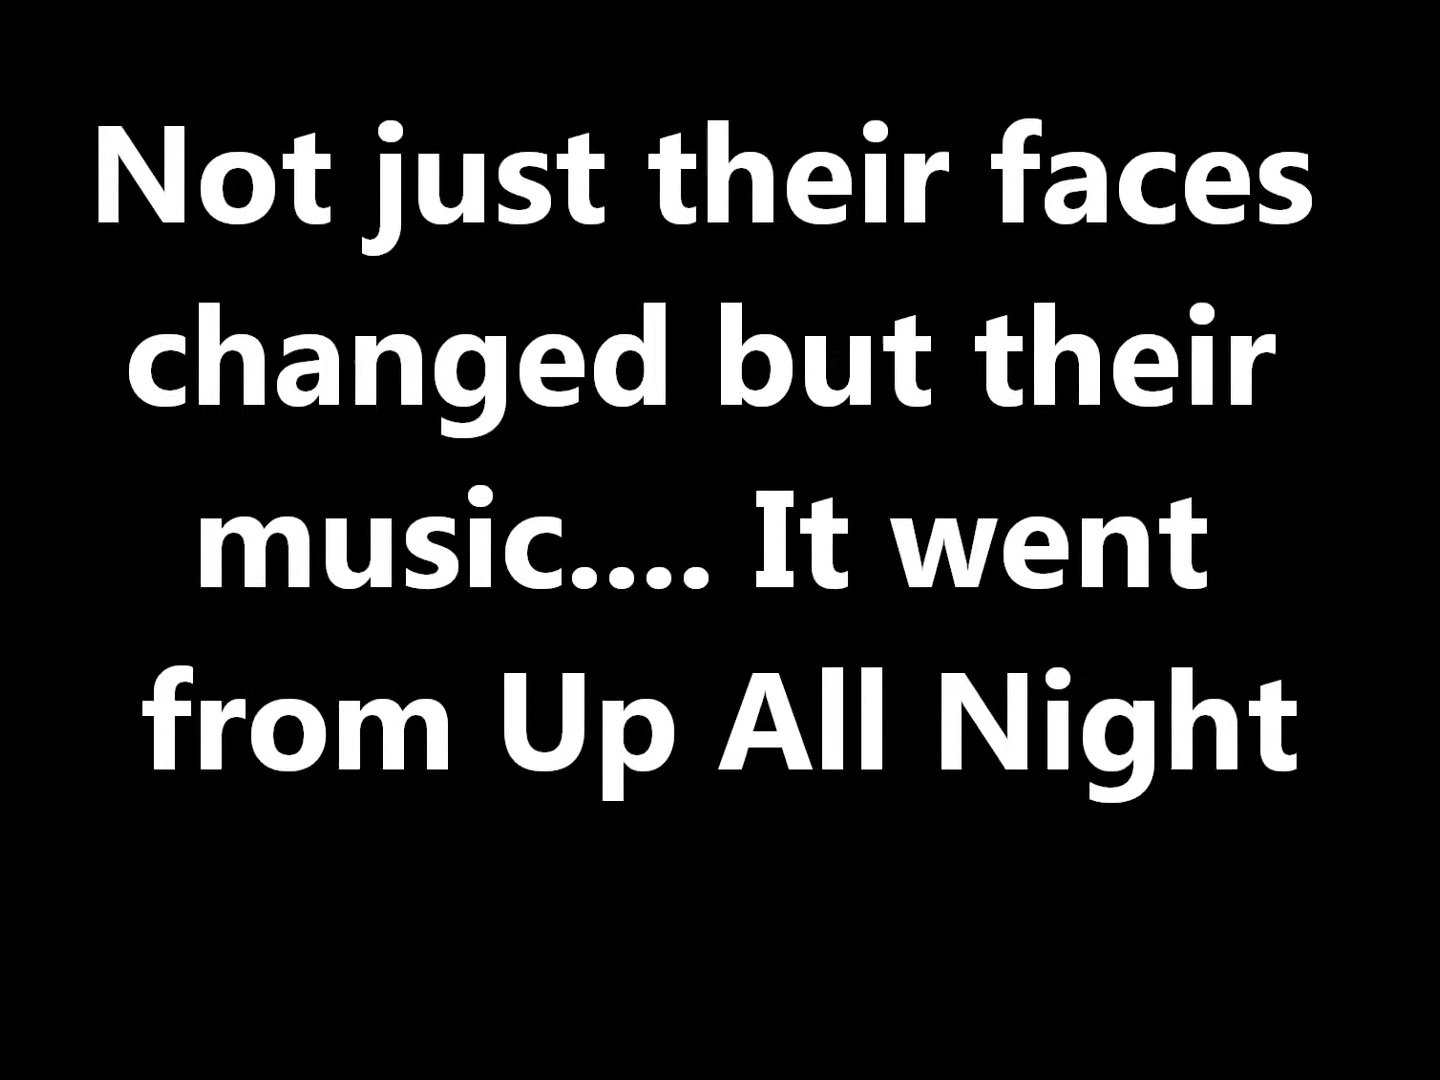 Not just their faces
changed but their
music.... It went
from Up All Night